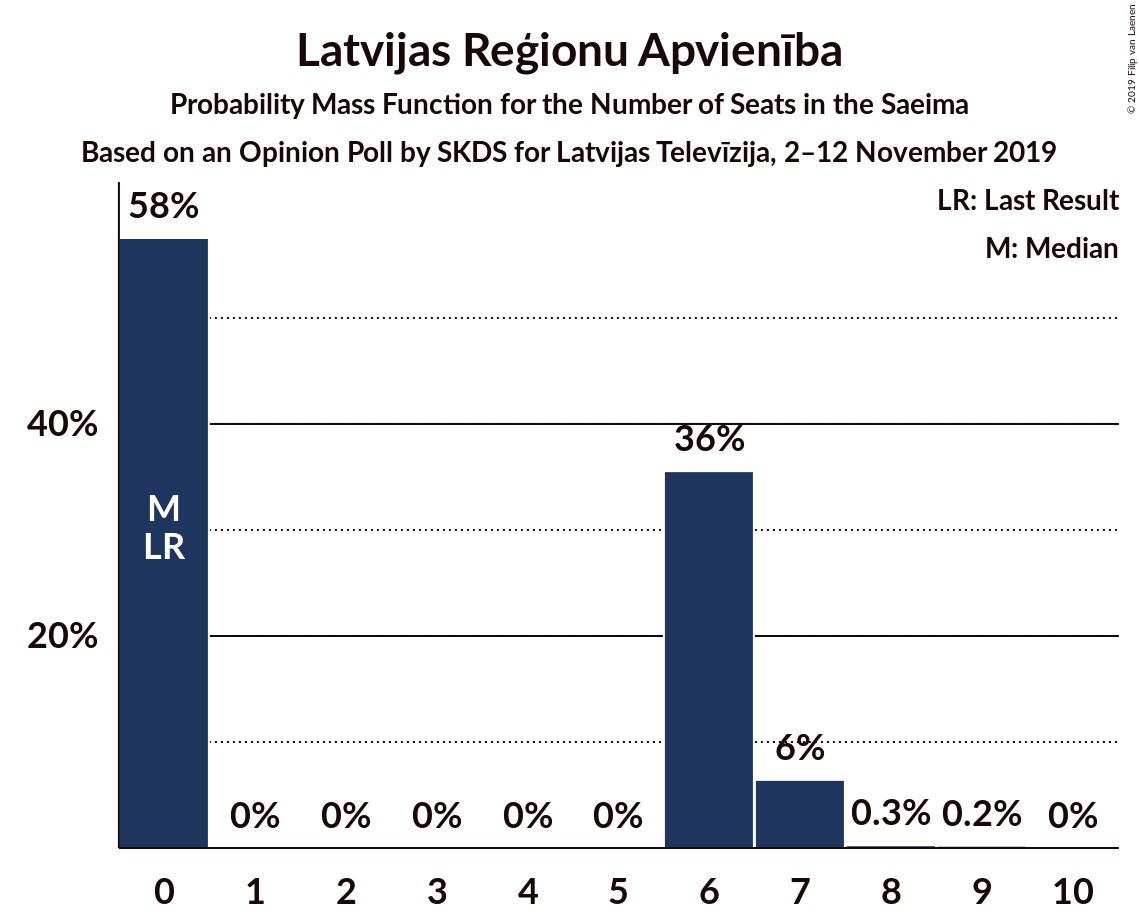 Latvijas Reģionu Apvienība
Probability Mass Function for the Number of Seats in the Saeima
Based on an Opinion Poll by SKDS for Latvijas Televīzija, 2–12 November 2019
© 2019 Filip van Laenen
LR: Last Result
M: Median
58%
40%
36%
M
LR
20%
6%
0% 0% 0% 0% 0% 0.3% 0.2% 0%
0 1 2 3 4 5 6 7 8 9 10